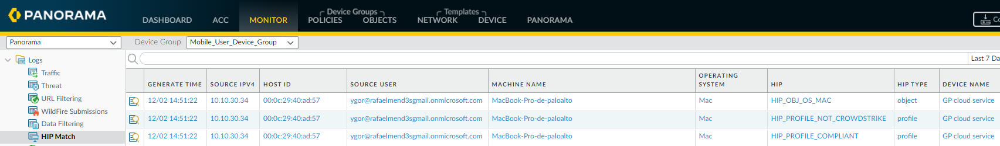 PANORAMA
Device Groups Templates
DASHBOARD ACC MONITOR POLICIES OBJECTS NETWORK DEVICE PANORAMA
Panorama Device Group Mobile_User_Device_Group
Logs
Traffic
Threat
URL Filtering
WildFire Submissions
Data Filtering
HIP Match
Last 7 Da
GENERATE TIME SOURCE IPV4 HOST ID SOURCE USER MACHINE NAME OPERATING SYSTEM HIP HIP TYPE DEVICE NAME
12/02 14:51:22 10.10.30.34 00:0c:29:40:ad:57 ygor@rafaelmend3sgmail.onmicrosoft.com MacBook-Pro-de-paloalto Mac HIP_OBJ_OS_MAC object GP cloud service
12/02 14:51:22 10.10.30.34 00:0c:29:40:ad:57 ygor@rafaelmend3sgmail.onmicrosoft.com MacBook-Pro-de-paloalto Mac HIP_PROFILE_NOT_CROWDSTRIKE profile GP cloud service
12/02 14:51:22 10.10.30.34 00:0c:29:40:ad:57 ygor@rafaelmend3sgmail.onmicrosoft.com MacBook-Pro-de-paloalto Mac HIP_PROFILE_COMPLIANT profile GP cloud service